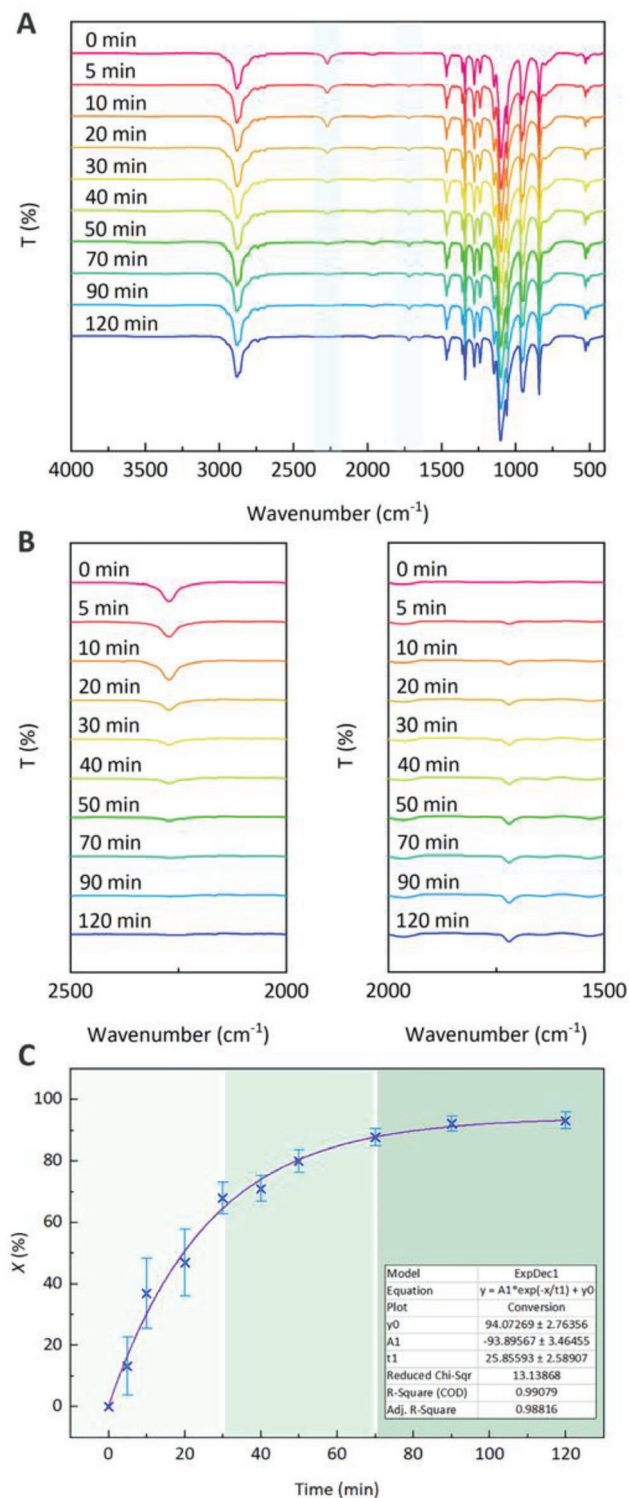 A
0 min
5 min
10 min
20 min
30 min
40 min
50 min
70 min
90 min
120 min
T (%)
4000 3500 3000 2500 2000 1500 1000 500
Wavenumber (cm⁻¹)
B
0 min
5 min
10 min
20 min
30 min
40 min
50 min
70 min
90 min
120 min
T (%)
2500 2000
Wavenumber (cm⁻¹)
0 min
5 min
10 min
20 min
30 min
40 min
50 min
70 min
90 min
120 min
T (%)
2000 1500
Wavenumber (cm⁻¹)
C
100
80
60
40
20
0
X (%)
Model ExpDec1
Equation y = A1*exp(-x/t1) + y0
Plot Conversion
y0 94.07269 ± 2.76356
A1 -93.89567 ± 3.46455
t1 25.85593 ± 2.58907
Reduced Chi-Sqr 13.13868
R-Square (COD) 0.99079
Adj. R-Square 0.98816
0 20 40 60 80 100 120
Time (min)